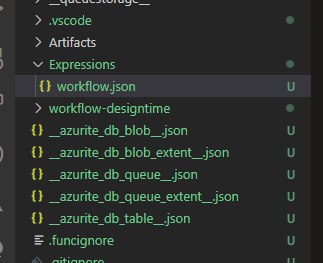 __queuestorage__
.vscode
Artifacts
Expressions
{} workflow.json U
workflow-designtime
{} __azurite_db_blob__.json U
{} __azurite_db_blob_extent__.json U
{} __azurite_db_queue__.json U
{} __azurite_db_queue_extent__.json U
{} __azurite_db_table__.json U
.funcignore U
.gitignore U